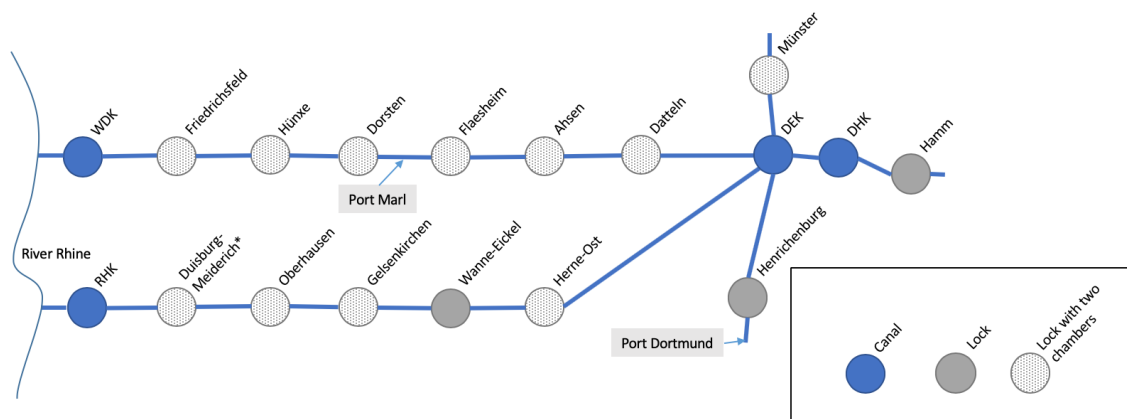 Münster
WDK
Friedrichsfeld
Hünxe
Dorsten
Flaesheim
Ahsen
Datteln
DEK
DHK
Hamm
Port Marl
River Rhine
RHK
Duisburg-
Meiderich*
Oberhausen
Gelsenkirchen
Wanne-Eickel
Herne-Ost
Henrichenburg
Port Dortmund
Canal
Lock
Lock with two
chambers